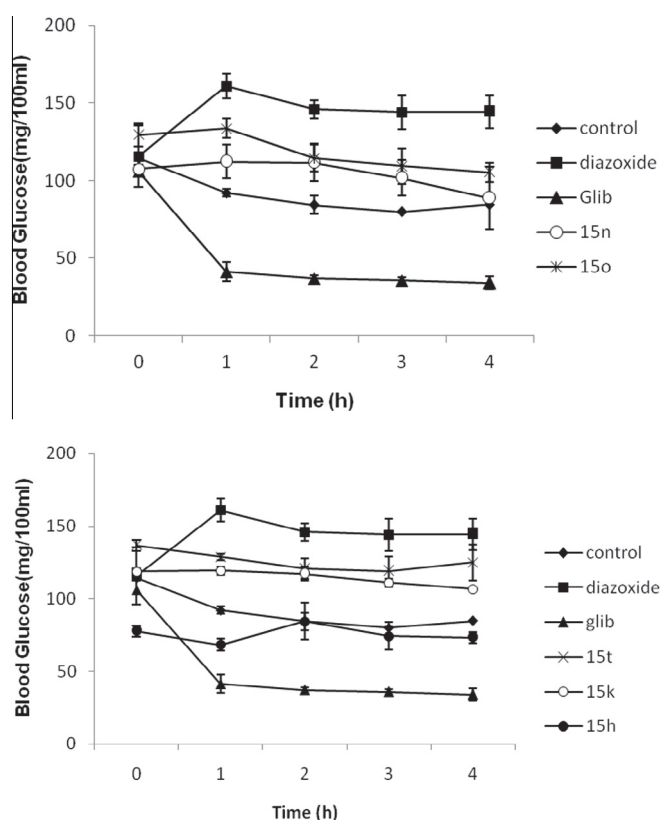 200
150
100
50
0
Blood Glucose(mg/100ml)
0 1 2 3 4
Time (h)
control
diazoxide
Glib
15n
15o
200
150
100
50
0
Blood Glucose(mg/100ml)
0 1 2 3 4
Time (h)
control
diazoxide
glib
15t
15k
15h